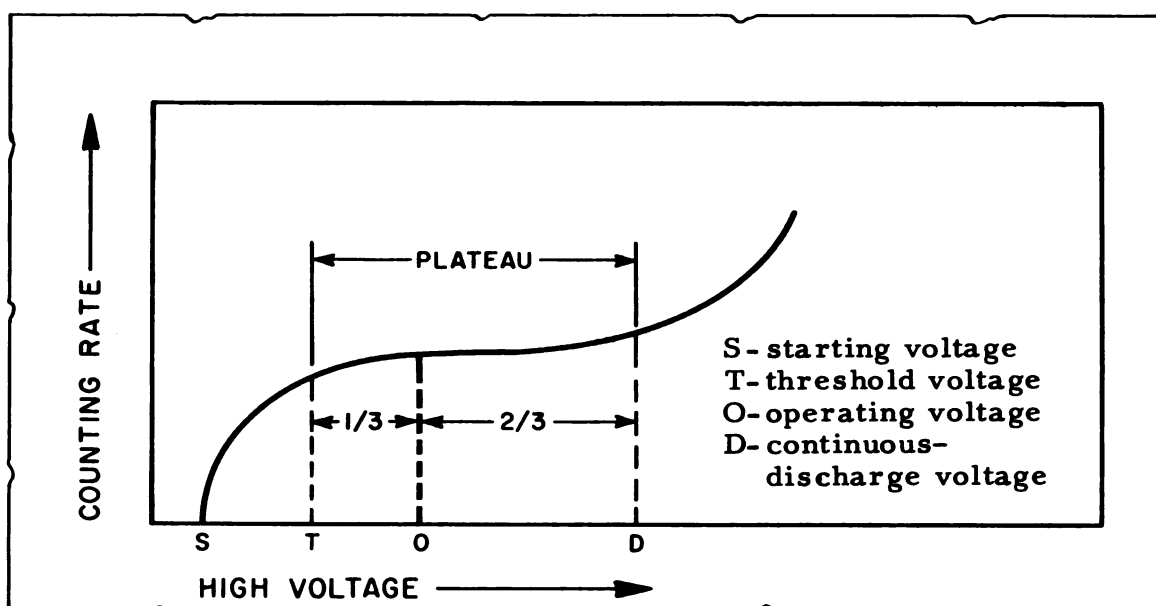 COUNTING RATE
PLATEAU
1/3
2/3
S- starting voltage
T- threshold voltage
O- operating voltage
D- continuous-
discharge voltage
S T O D
HIGH VOLTAGE